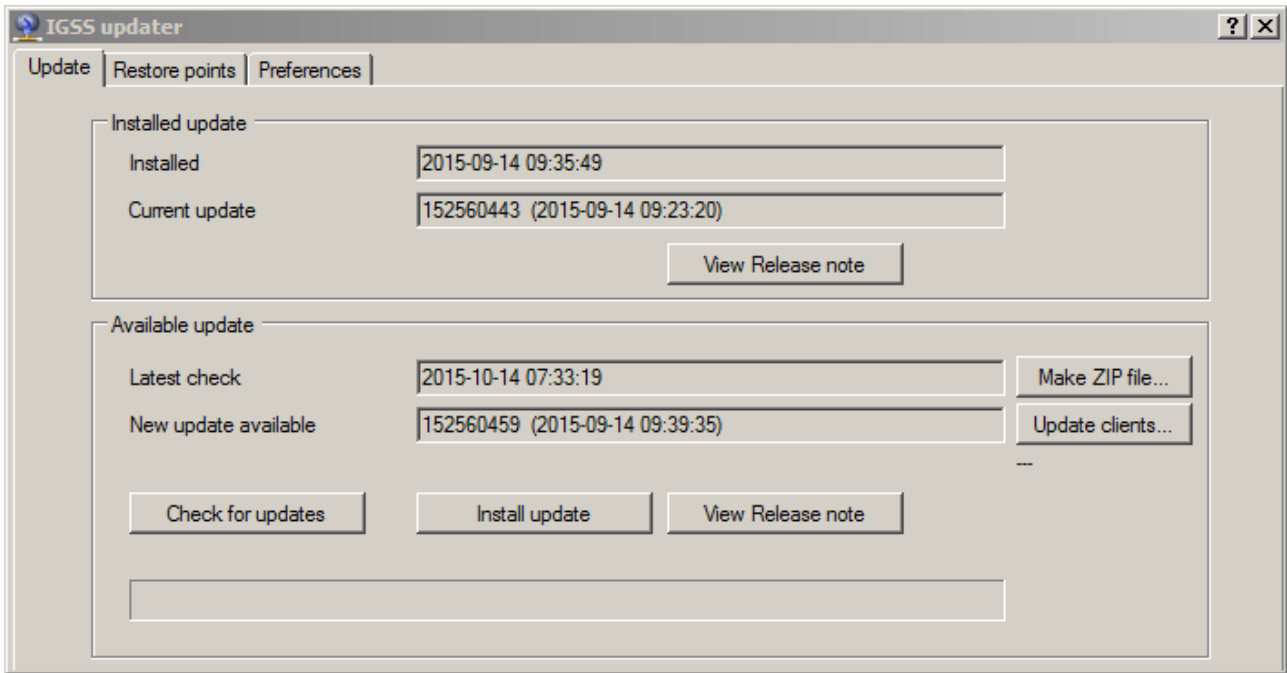 IGSS updater ? X
Update Restore points Preferences
Installed update
Installed 2015-09-14 09:35:49
Current update 152560443 (2015-09-14 09:23:20)
View Release note
Available update
Latest check 2015-10-14 07:33:19 Make ZIP file...
New update available 152560459 (2015-09-14 09:39:35) Update clients...
---
Check for updates Install update View Release note